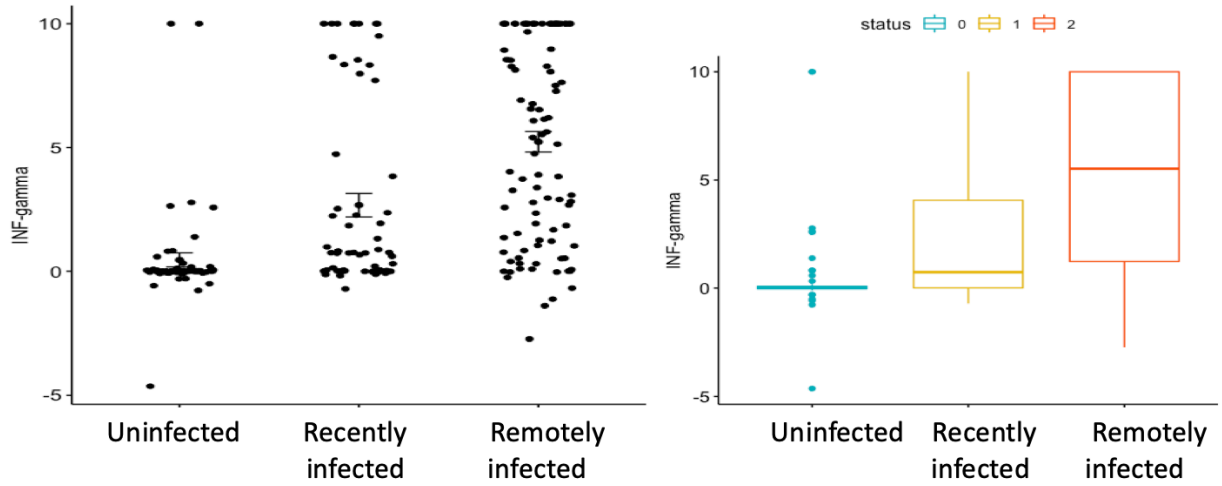 10
5
0
-5
INF-gamma
Uninfected
Recently
infected
Remotely
infected
status 0 1 2
10
5
0
-5
INF-gamma
Uninfected
Recently
infected
Remotely
infected